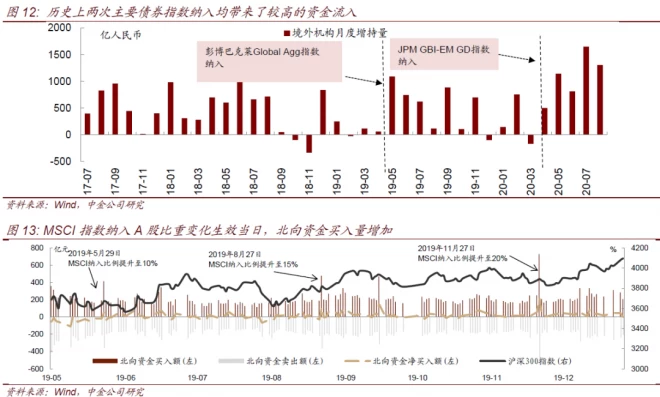 图 12: 历史上两次主要债券指数纳入均带来了较高的资金流入
亿人民币
境外机构月度增持量
彭博巴克莱Global Agg指数
纳入
JPM GBI-EM GD指数
纳入
2000
1500
1000
500
0
-500
17-07
17-09
17-11
18-01
18-03
18-05
18-07
18-09
18-11
19-01
19-03
19-05
19-07
19-09
19-11
20-01
20-03
20-05
20-07
资料来源: Wind, 中金公司研究
图 13: MSCI 指数纳入 A 股比重变化生效当日, 北向资金买入量增加
亿元
2019年5月29日
MSCI纳入比例提升至10%
2019年8月27日
MSCI纳入比例提升至15%
2019年11月27日
MSCI纳入比例提升至20%
%
800
600
400
200
0
-200
-400
-600
4200
4000
3800
3600
3400
3200
3000
北向资金买入额(左)
北向资金卖出额(左)
北向资金净买入额(左)
沪深300指数(右)
19-05
19-06
19-07
19-08
19-09
19-10
19-11
19-12
资料来源: Wind, 中金公司研究